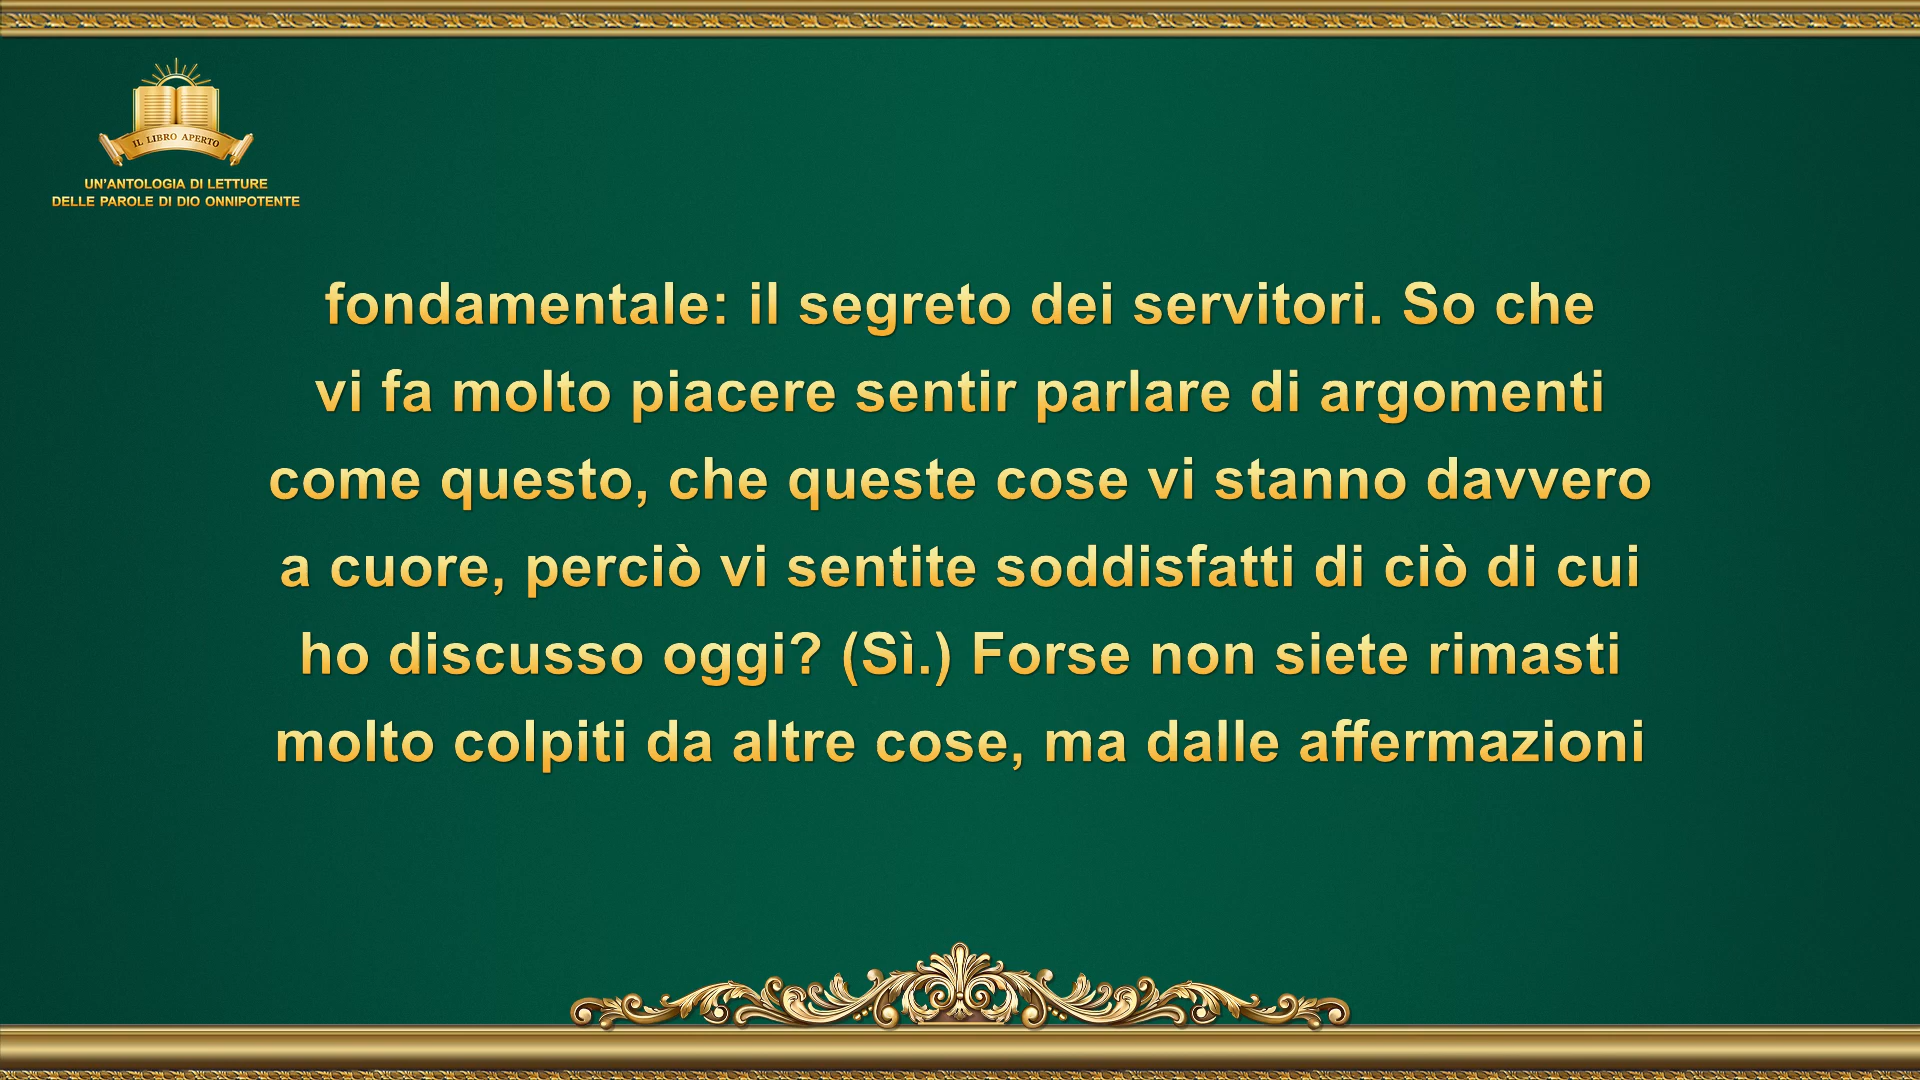 IL LIBRO APERTO
UN'ANTOLOGIA DI LETTURE
DELLE PAROLE DI DIO ONNIPOTENTE
fondamentale: il segreto dei servitori. So che
vi fa molto piacere sentir parlare di argomenti
come questo, che queste cose vi stanno davvero
a cuore, perciò vi sentite soddisfatti di ciò di cui
ho discusso oggi? (Sì.) Forse non siete rimasti
molto colpiti da altre cose, ma dalle affermazioni